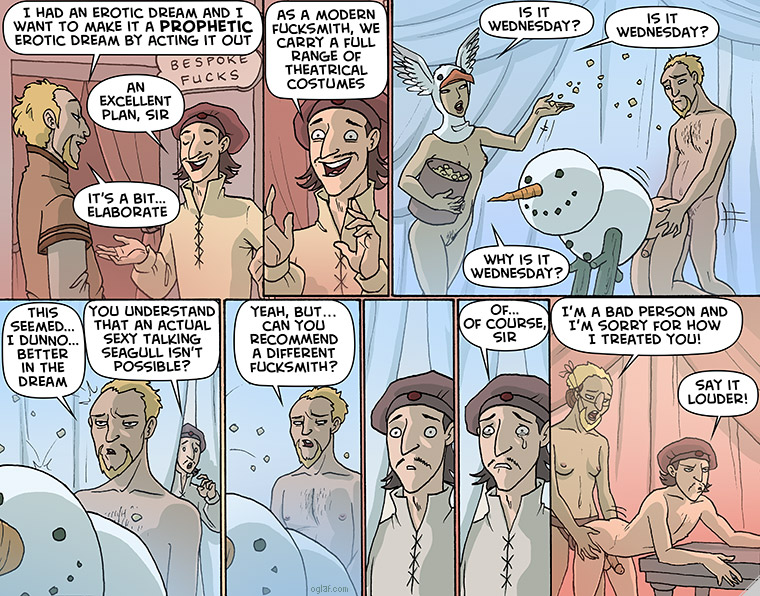 I HAD AN EROTIC DREAM AND I
WANT TO MAKE IT A PROPHETIC
EROTIC DREAM BY ACTING IT OUT
BESPOKE
FUCKS
AN
EXCELLENT
PLAN, SIR
IT'S A BIT...
ELABORATE
AS A MODERN
FUCKSMITH, WE
CARRY A FULL
RANGE OF
THEATRICAL
COSTUMES
IS IT
WEDNESDAY?
IS IT
WEDNESDAY?
WHY IS IT
WEDNESDAY?
THIS
SEEMED...
I DUNNO...
BETTER
IN THE
DREAM
YOU UNDERSTAND
THAT AN ACTUAL
SEXY TALKING
SEAGULL ISN'T
POSSIBLE?
YEAH, BUT...
CAN YOU
RECOMMEND
A DIFFERENT
FUCKSMITH?
OF...
OF COURSE,
SIR
I'M A BAD PERSON AND
I'M SORRY FOR HOW
I TREATED YOU!
SAY IT
LOUDER!
oglaf.com